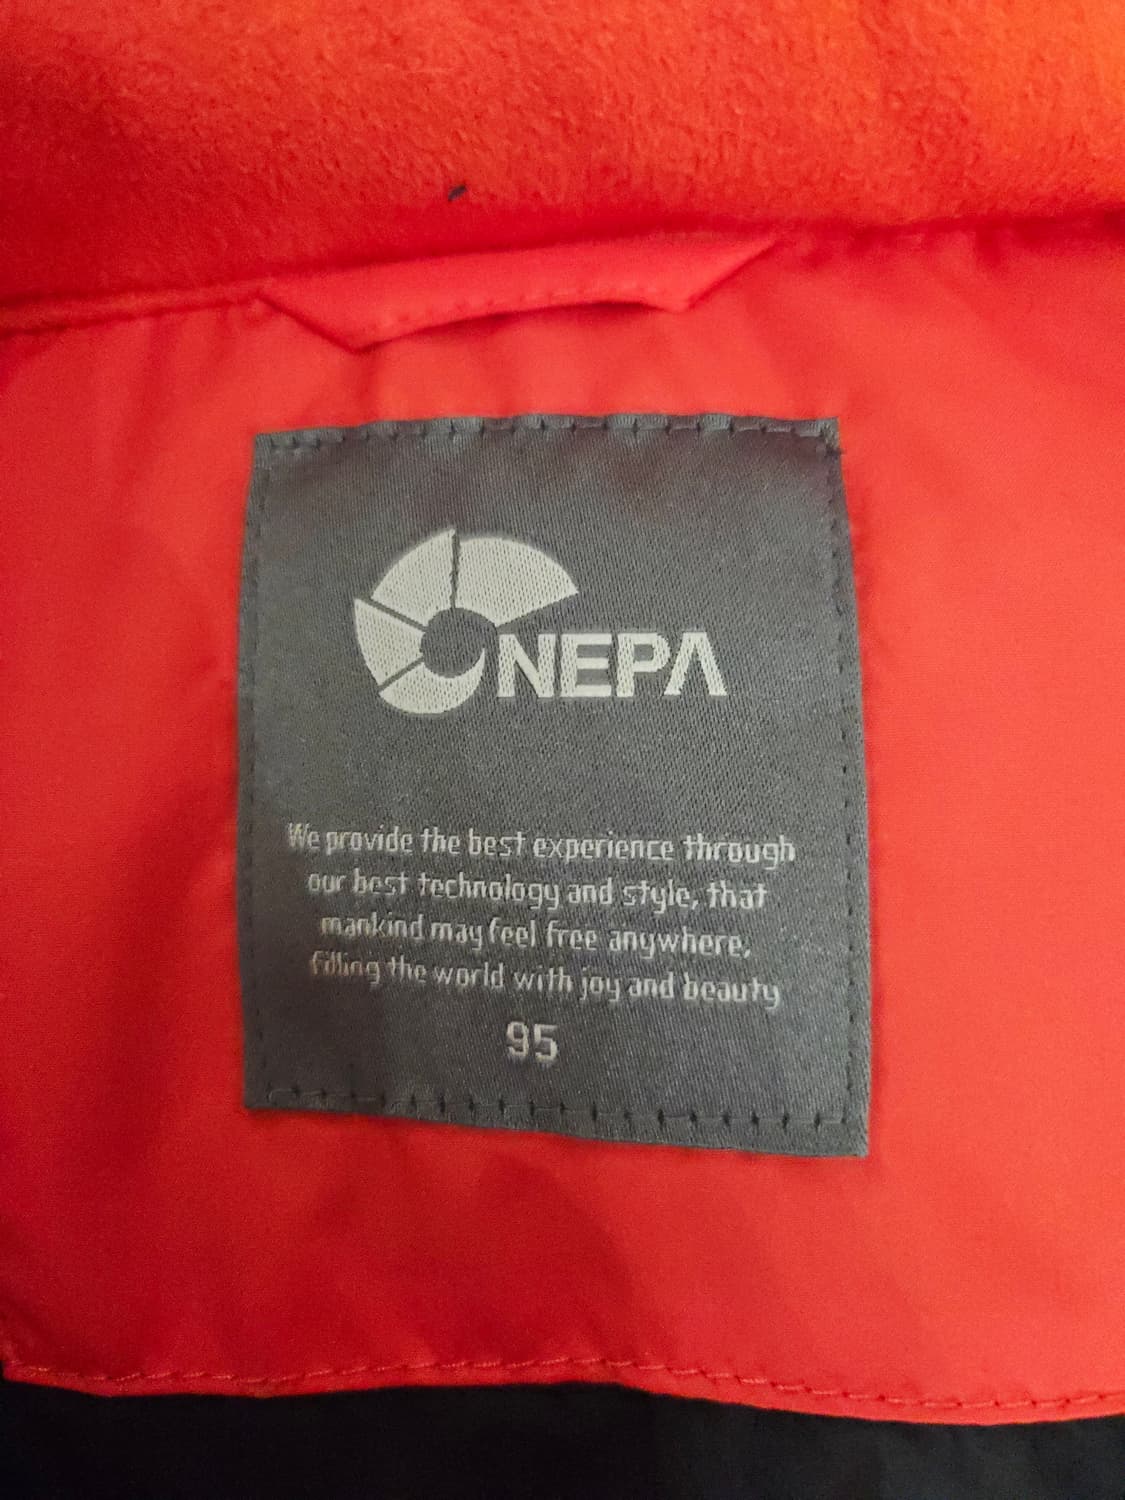 NEPA
We provide the best experience through
our best technology and style, that
mankind may feel free anywhere,
filling the world with joy and beauty
95